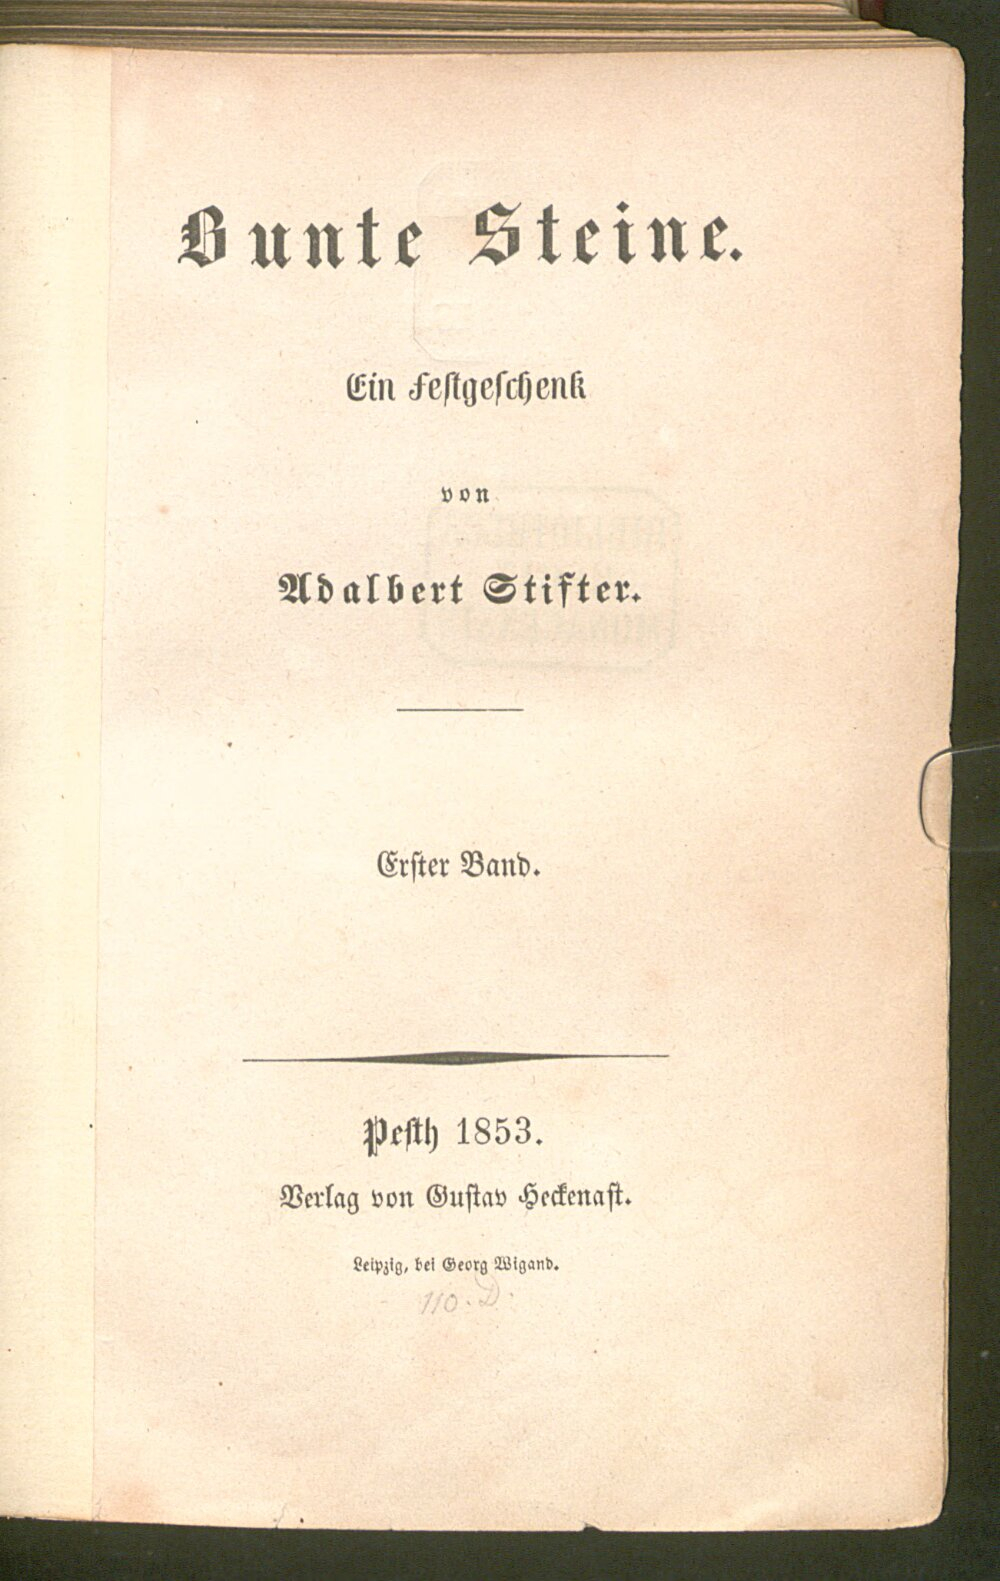 Bunte Steine.
Ein Festgeschenk
von
Adalbert Stifter.
Erster Band.
Pesth 1853.
Verlag von Gustav Heckenast.
Leipzig, bei Georg Wigand.
110. D.